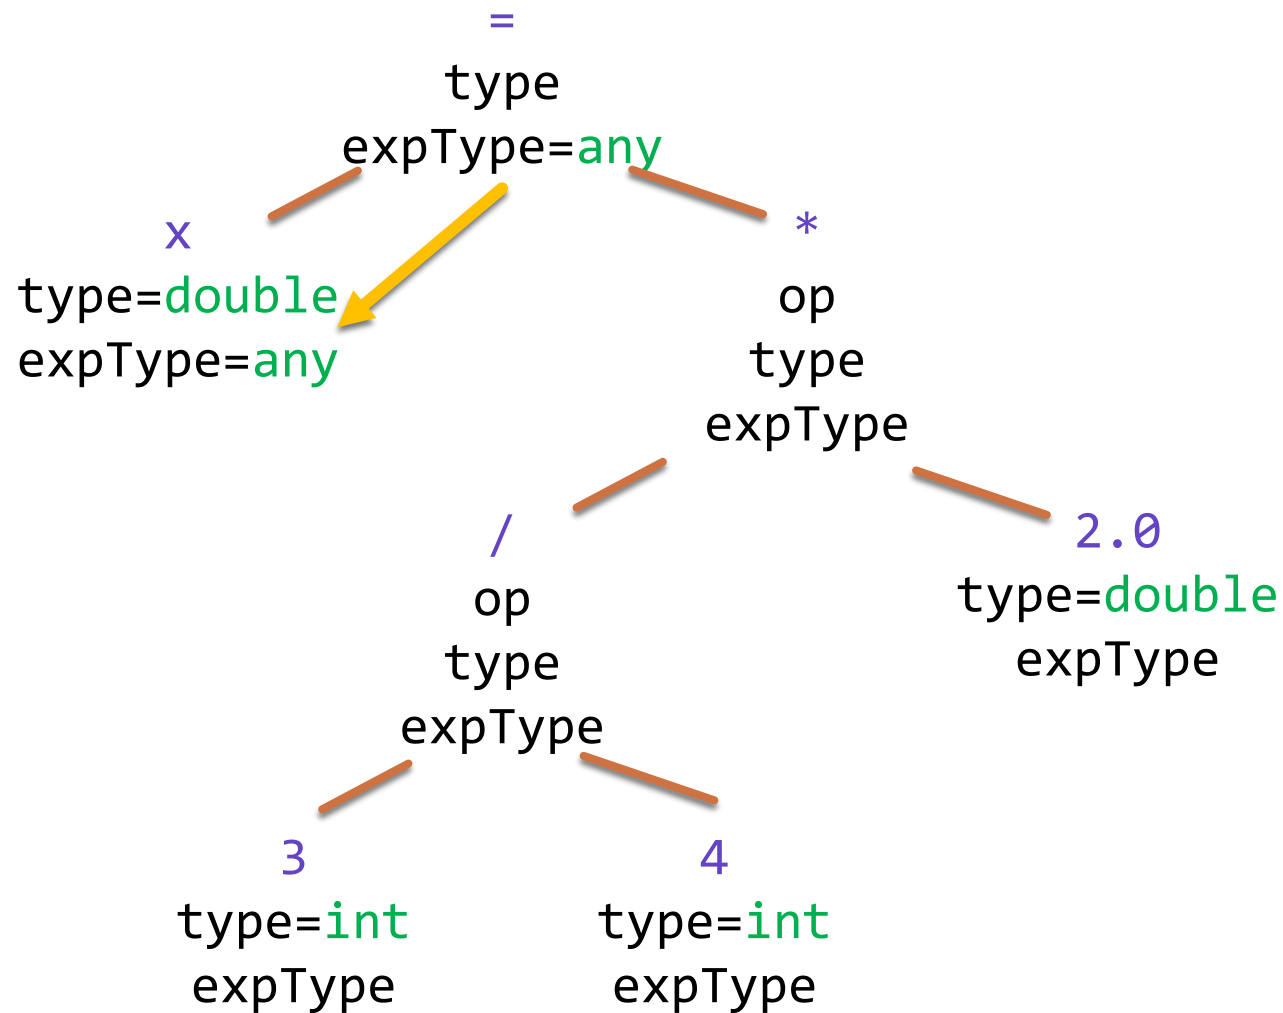 =
type
expType=any
x
type=double
expType=any
*
op
type
expType
/
op
type
expType
2.0
type=double
expType
3
type=int
expType
4
type=int
expType